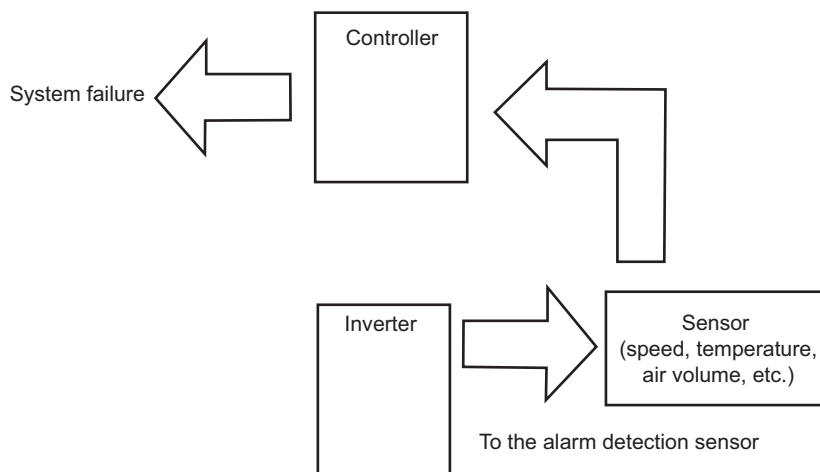 Controller
System failure
Inverter
Sensor
(speed, temperature,
air volume, etc.)
To the alarm detection sensor